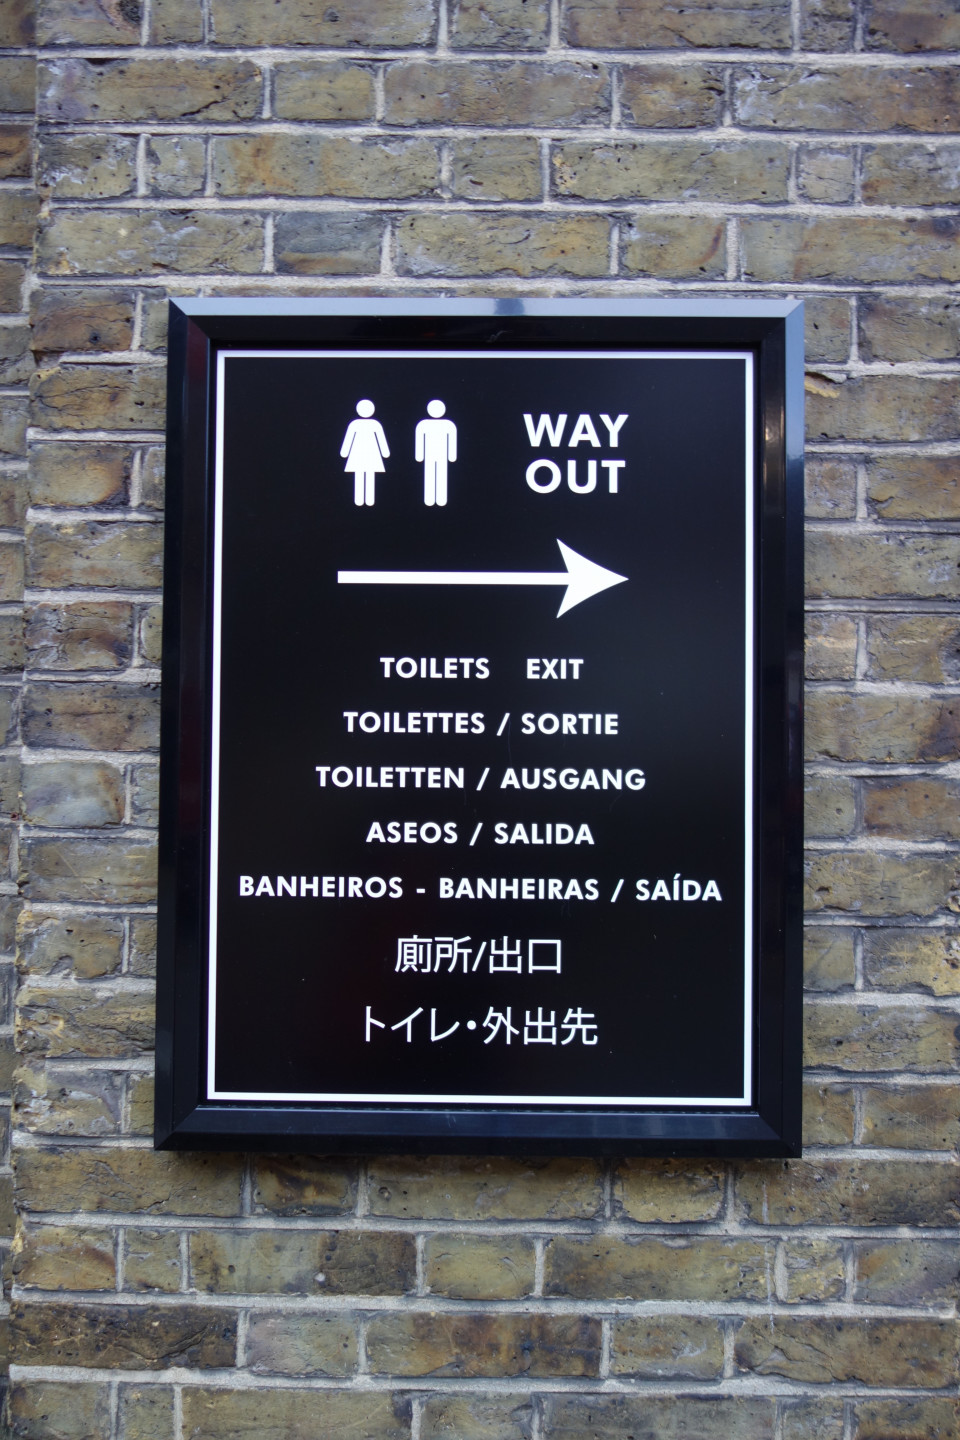 WAY
OUT
TOILETS EXIT
TOILETTES / SORTIE
TOILETTEN / AUSGANG
ASEOS / SALIDA
BANHEIROS - BANHEIRAS / SAÍDA
廁所/出口
トイレ・外出先